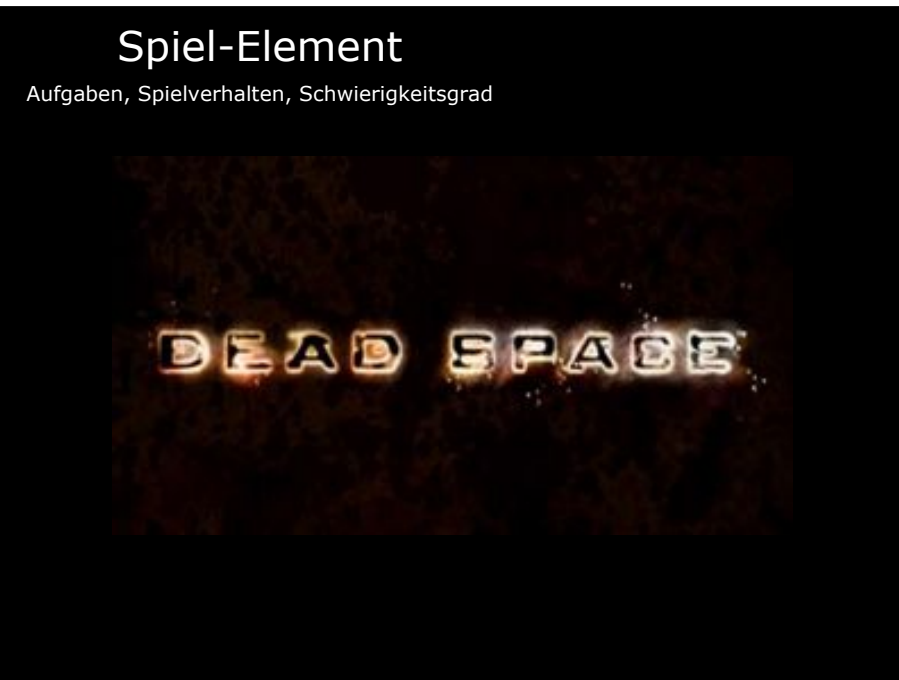 Spiel-Element
Aufgaben, Spielverhalten, Schwierigkeitsgrad
DEAD SPACE